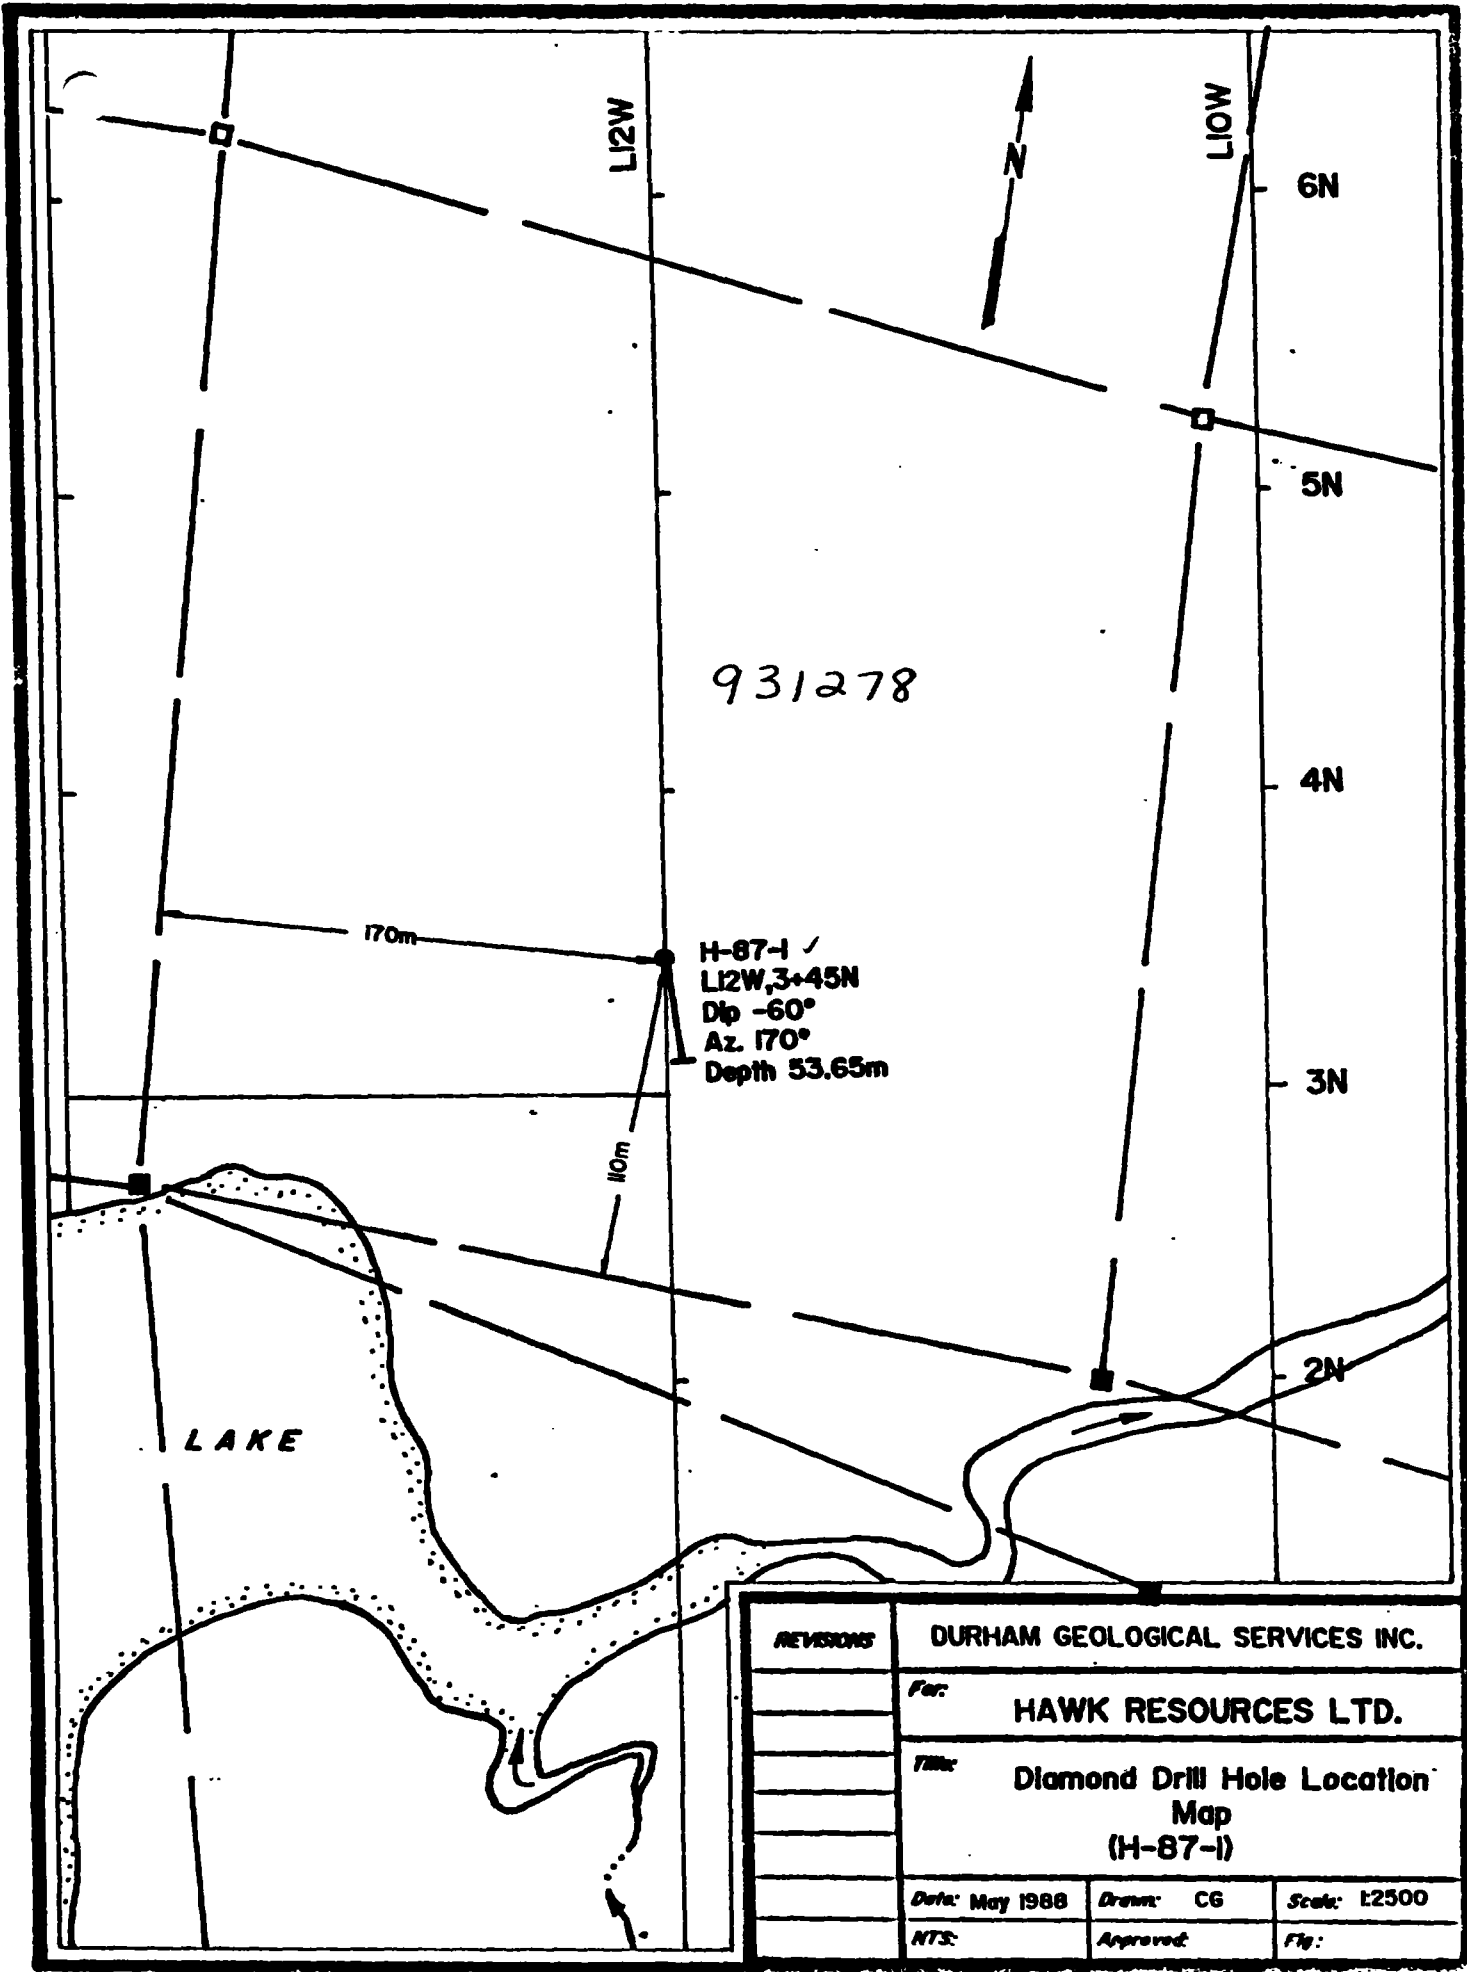 L12W
L10W
N
6N
5N
931278
4N
170m
H-87-1 ✓
L12W,3+45N
Dip -60°
Az. 170°
Depth 53.65m
3N
110m
2N
LAKE
REVISIONS
DURHAM GEOLOGICAL SERVICES INC.
For:
HAWK RESOURCES LTD.
Title:
Diamond Drill Hole Location
Map
(H-87-1)
Date: May 1988
Drawn: CG
Scale: 1:2500
NTS:
Approved:
Fig: